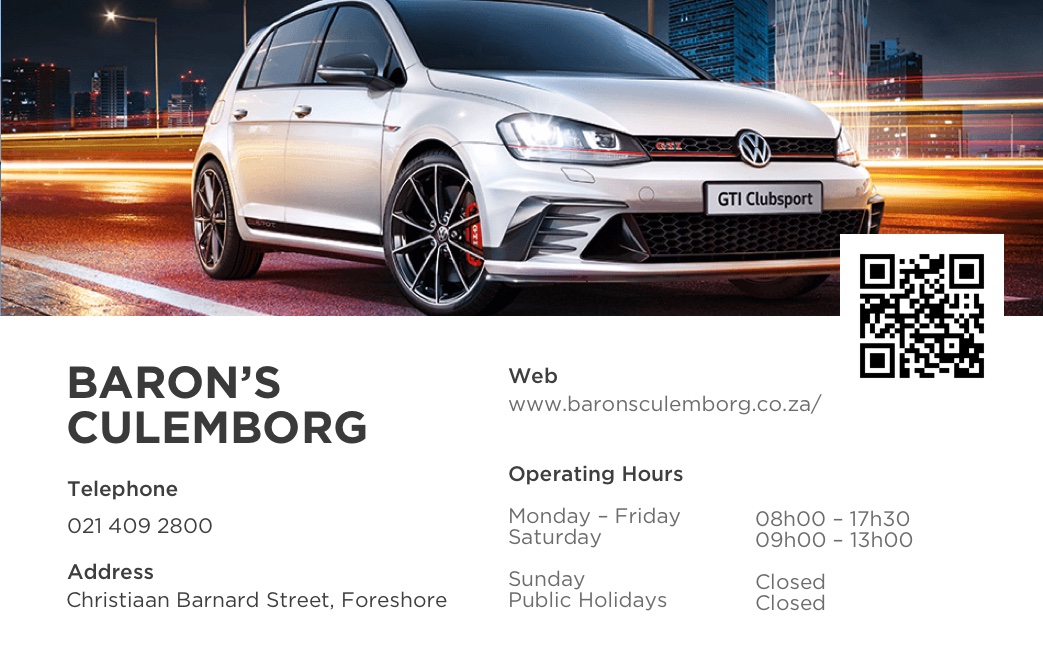 GTI
GTI Clubsport
GTI
BARON’S
CULEMBORG
Telephone
021 409 2800
Address
Christiaan Barnard Street, Foreshore
Web
www.baronsculemborg.co.za/
Operating Hours
Monday – Friday 08h00 – 17h30
Saturday 09h00 – 13h00
Sunday Closed
Public Holidays Closed